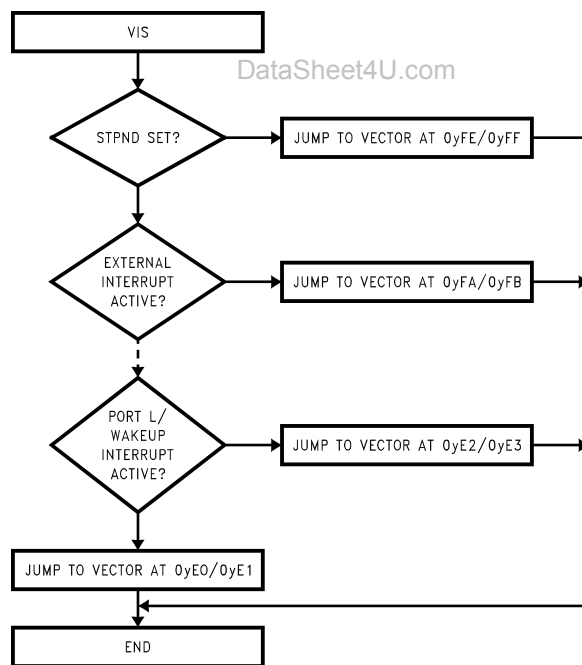 VIS
DataSheet4U.com
STPND SET?
JUMP TO VECTOR AT 0yFE/0yFF
EXTERNAL
INTERRUPT
ACTIVE?
JUMP TO VECTOR AT 0yFA/0yFB
PORT L/
WAKEUP
INTERRUPT
ACTIVE?
JUMP TO VECTOR AT 0yE2/0yE3
JUMP TO VECTOR AT 0yE0/0yE1
END